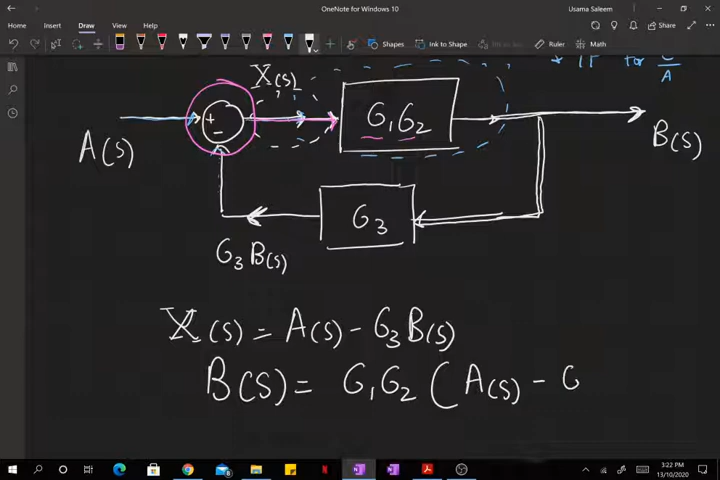 OneNote for Windows 10
Usama Saleem
Home Insert Draw View Help
Share
Shapes
Ink to Shape
Ruler
Math
X(s)
for C/A
+
-
G₁G₂
A(s)
B(s)
G₃
G₃B(s)
X(s) = A(s) - G₃B(s)
B(s) = G₁G₂ (A(s) - G
3:22 PM
13/10/2020